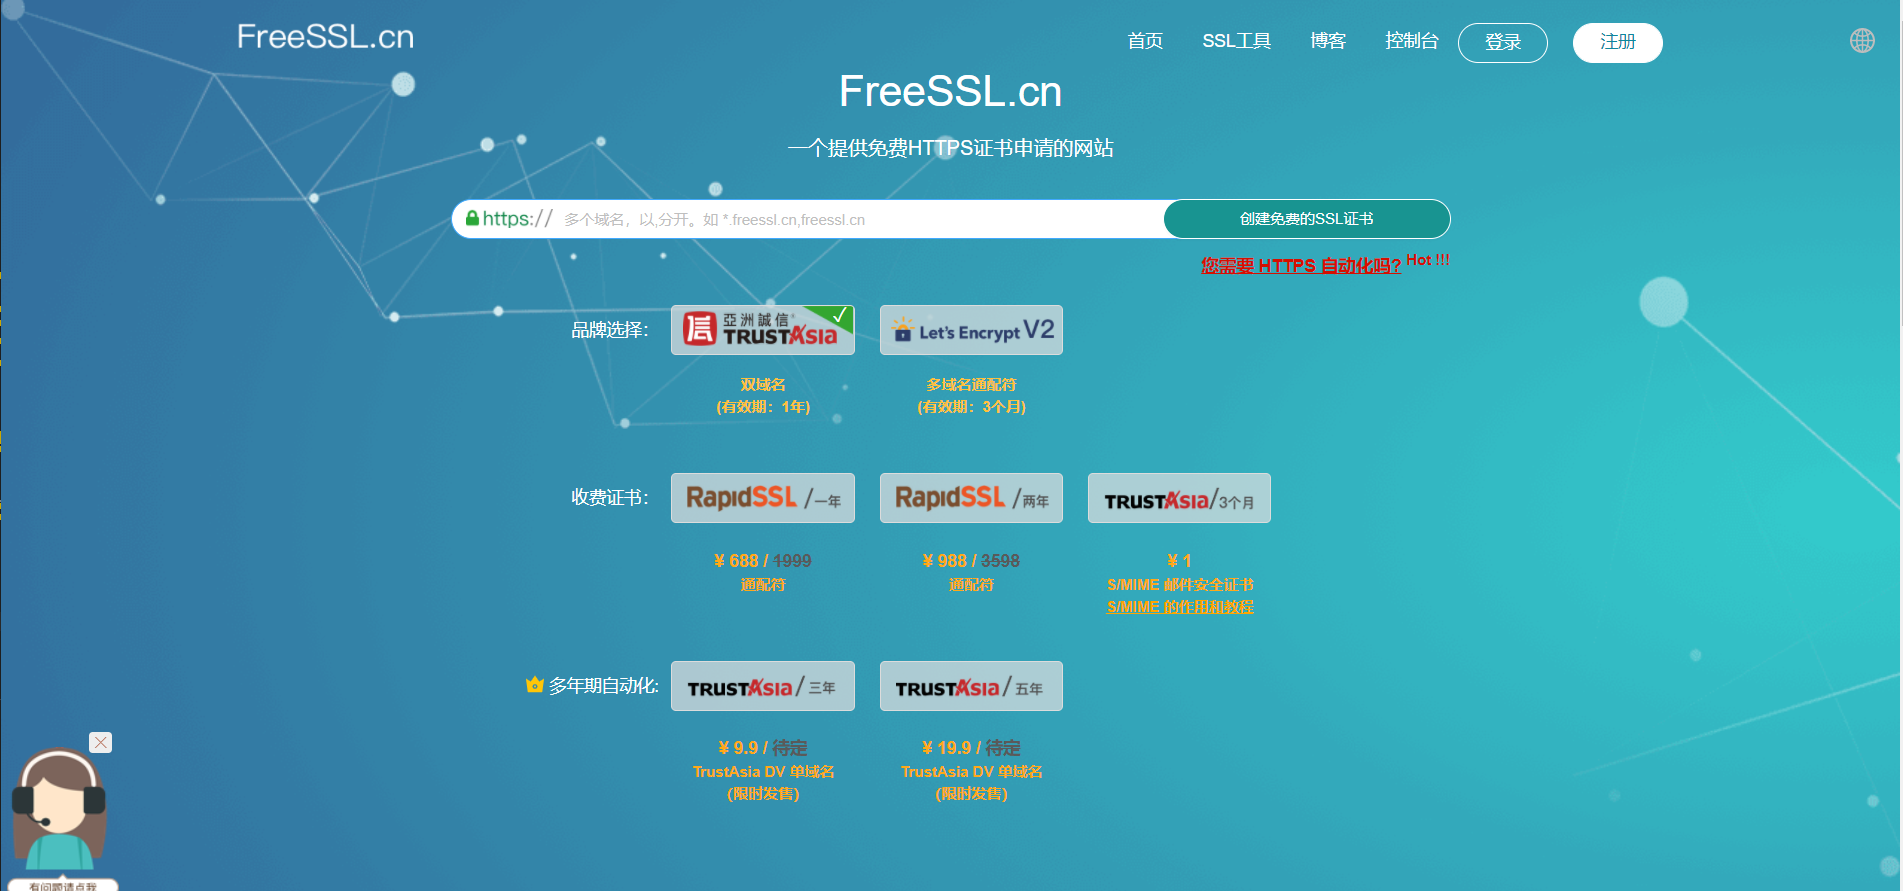 FreeSSL.cn
首页 SSL工具 博客 控制台 登录 注册
FreeSSL.cn
一个提供免费HTTPS证书申请的网站
https:// 多个域名，以,分开。如 *.freessl.cn,freessl.cn 创建免费的SSL证书
您需要 HTTPS 自动化吗? Hot !!!
品牌选择： 亞洲誠信® TRUSTAsia Let's Encrypt V2
双域名 多域名通配符
(有效期：1年) (有效期：3个月)
收费证书： RapidSSL /一年 RapidSSL /两年 TRUSTAsia/3个月
¥ 688 / 1999 ¥ 988 / 3598 ¥ 1
通配符 通配符 S/MIME 邮件安全证书
S/MIME 的作用和教程
多年期自动化: TRUSTAsia/三年 TRUSTAsia/五年
¥ 9.9 / 待定 ¥ 19.9 / 待定
TrustAsia DV 单域名 TrustAsia DV 单域名
(限时发售) (限时发售)
有问题请点我